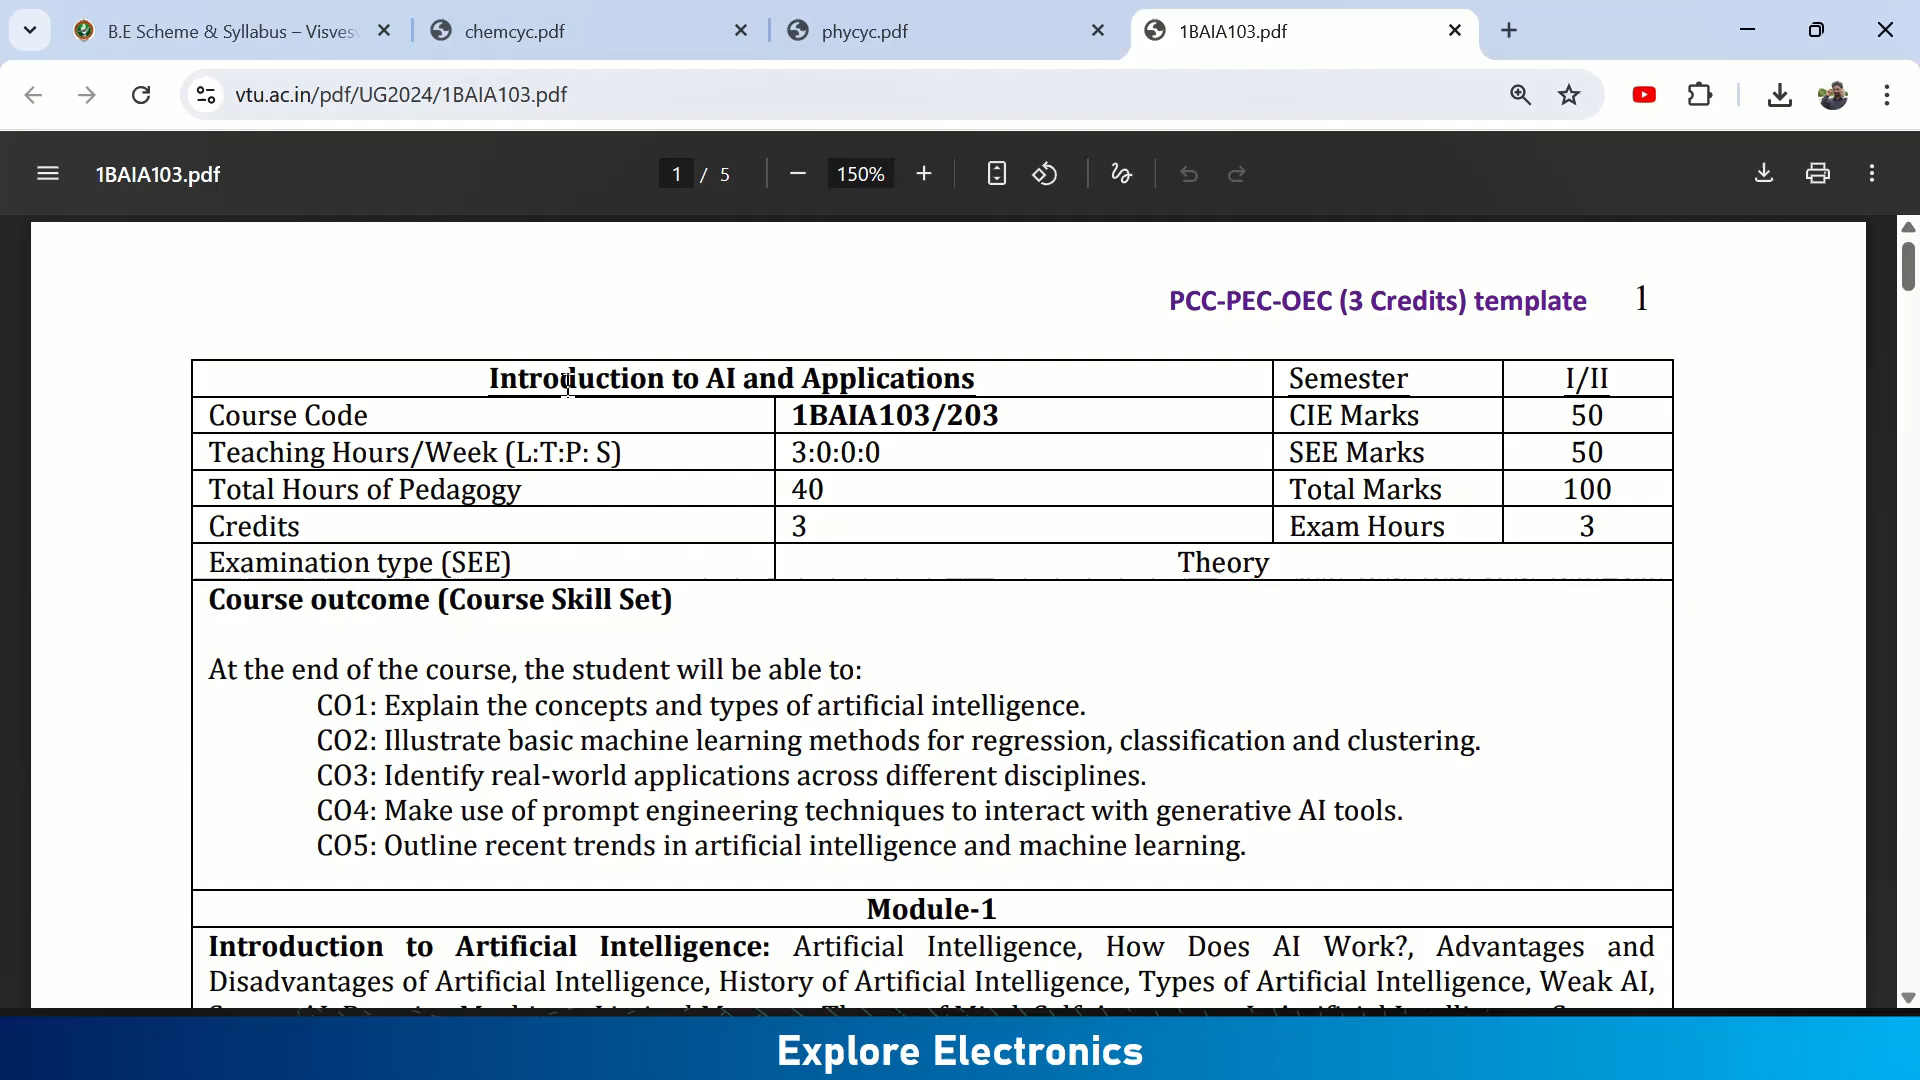 B.E Scheme & Syllabus – Visves
chemcyc.pdf
phycyc.pdf
1BAIA103.pdf
vtu.ac.in/pdf/UG2024/1BAIA103.pdf
1BAIA103.pdf
1 / 5
150%
PCC-PEC-OEC (3 Credits) template 1
Introduction to AI and Applications Semester I/II
Course Code 1BAIA103/203 CIE Marks 50
Teaching Hours/Week (L:T:P: S) 3:0:0:0 SEE Marks 50
Total Hours of Pedagogy 40 Total Marks 100
Credits 3 Exam Hours 3
Examination type (SEE) Theory
Course outcome (Course Skill Set)
At the end of the course, the student will be able to:
CO1: Explain the concepts and types of artificial intelligence.
CO2: Illustrate basic machine learning methods for regression, classification and clustering.
CO3: Identify real-world applications across different disciplines.
CO4: Make use of prompt engineering techniques to interact with generative AI tools.
CO5: Outline recent trends in artificial intelligence and machine learning.
Module-1
Introduction to Artificial Intelligence: Artificial Intelligence, How Does AI Work?, Advantages and
Disadvantages of Artificial Intelligence, History of Artificial Intelligence, Types of Artificial Intelligence, Weak AI,
Explore Electronics